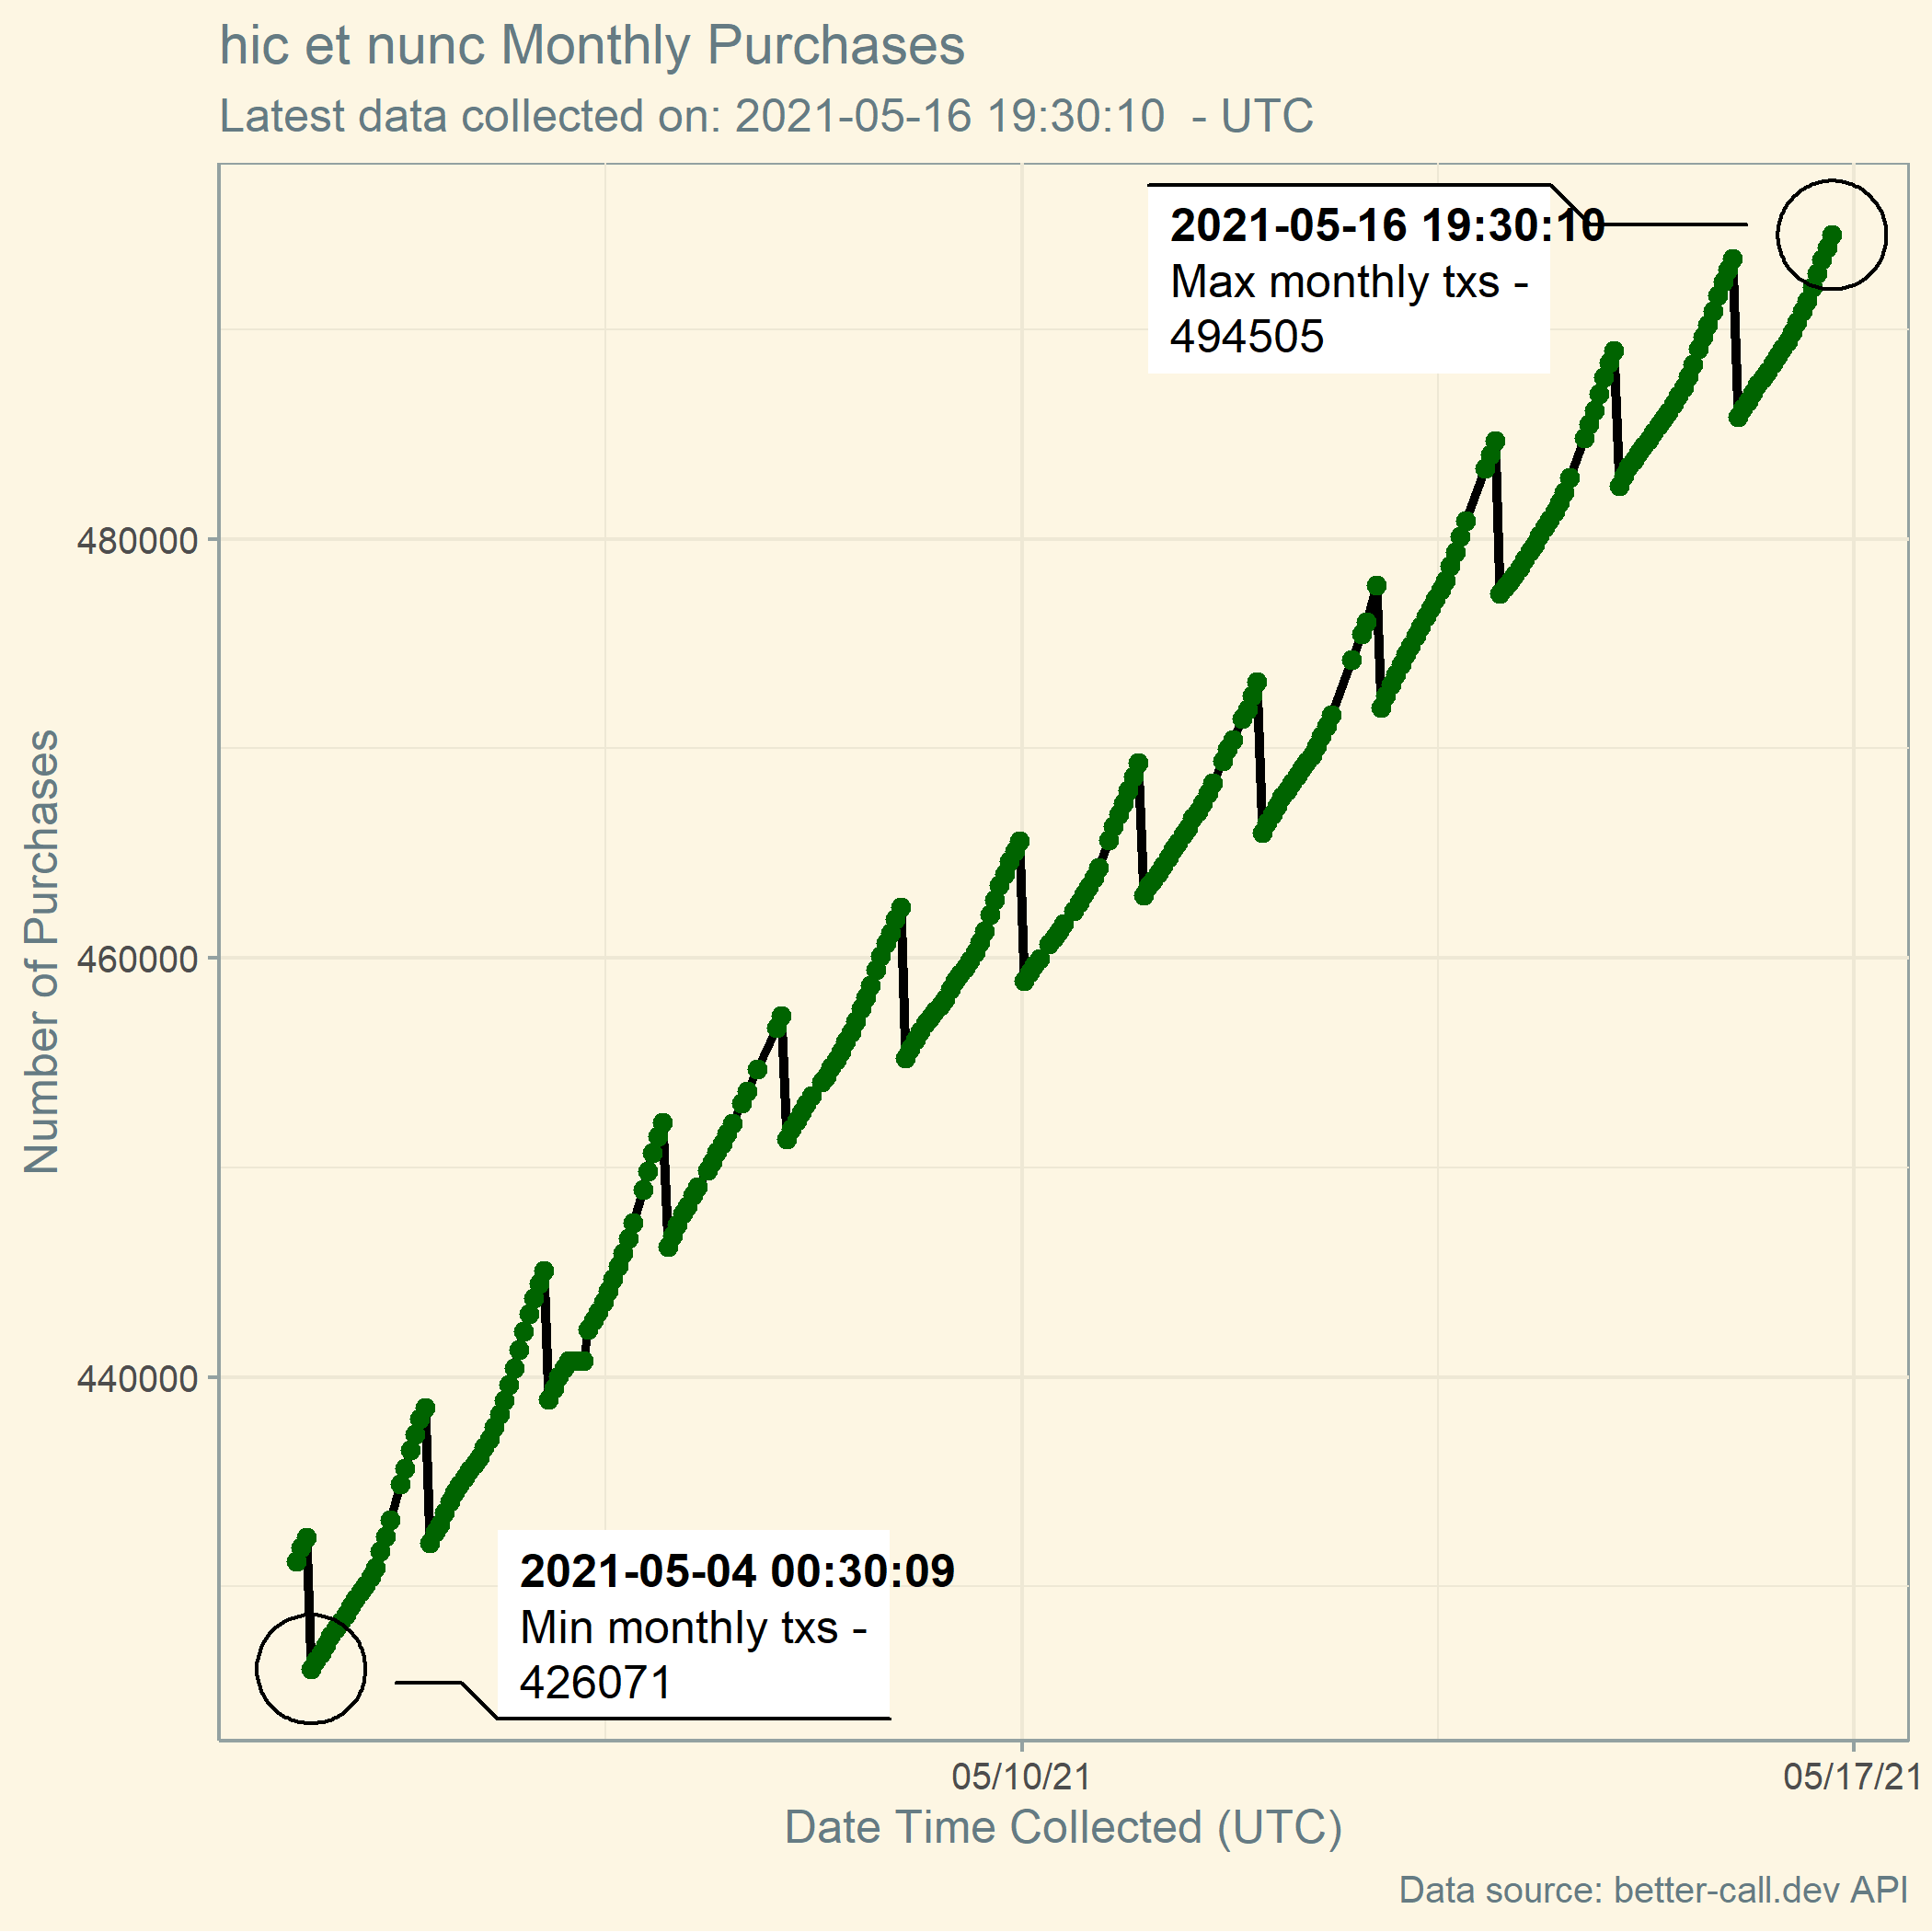 hic et nunc Monthly Purchases
Latest data collected on: 2021-05-16 19:30:10 - UTC
2021-05-16 19:30:10
Max monthly txs -
494505
480000
460000
440000
Number of Purchases
2021-05-04 00:30:09
Min monthly txs -
426071
05/10/21
05/17/21
Date Time Collected (UTC)
Data source: better-call.dev API